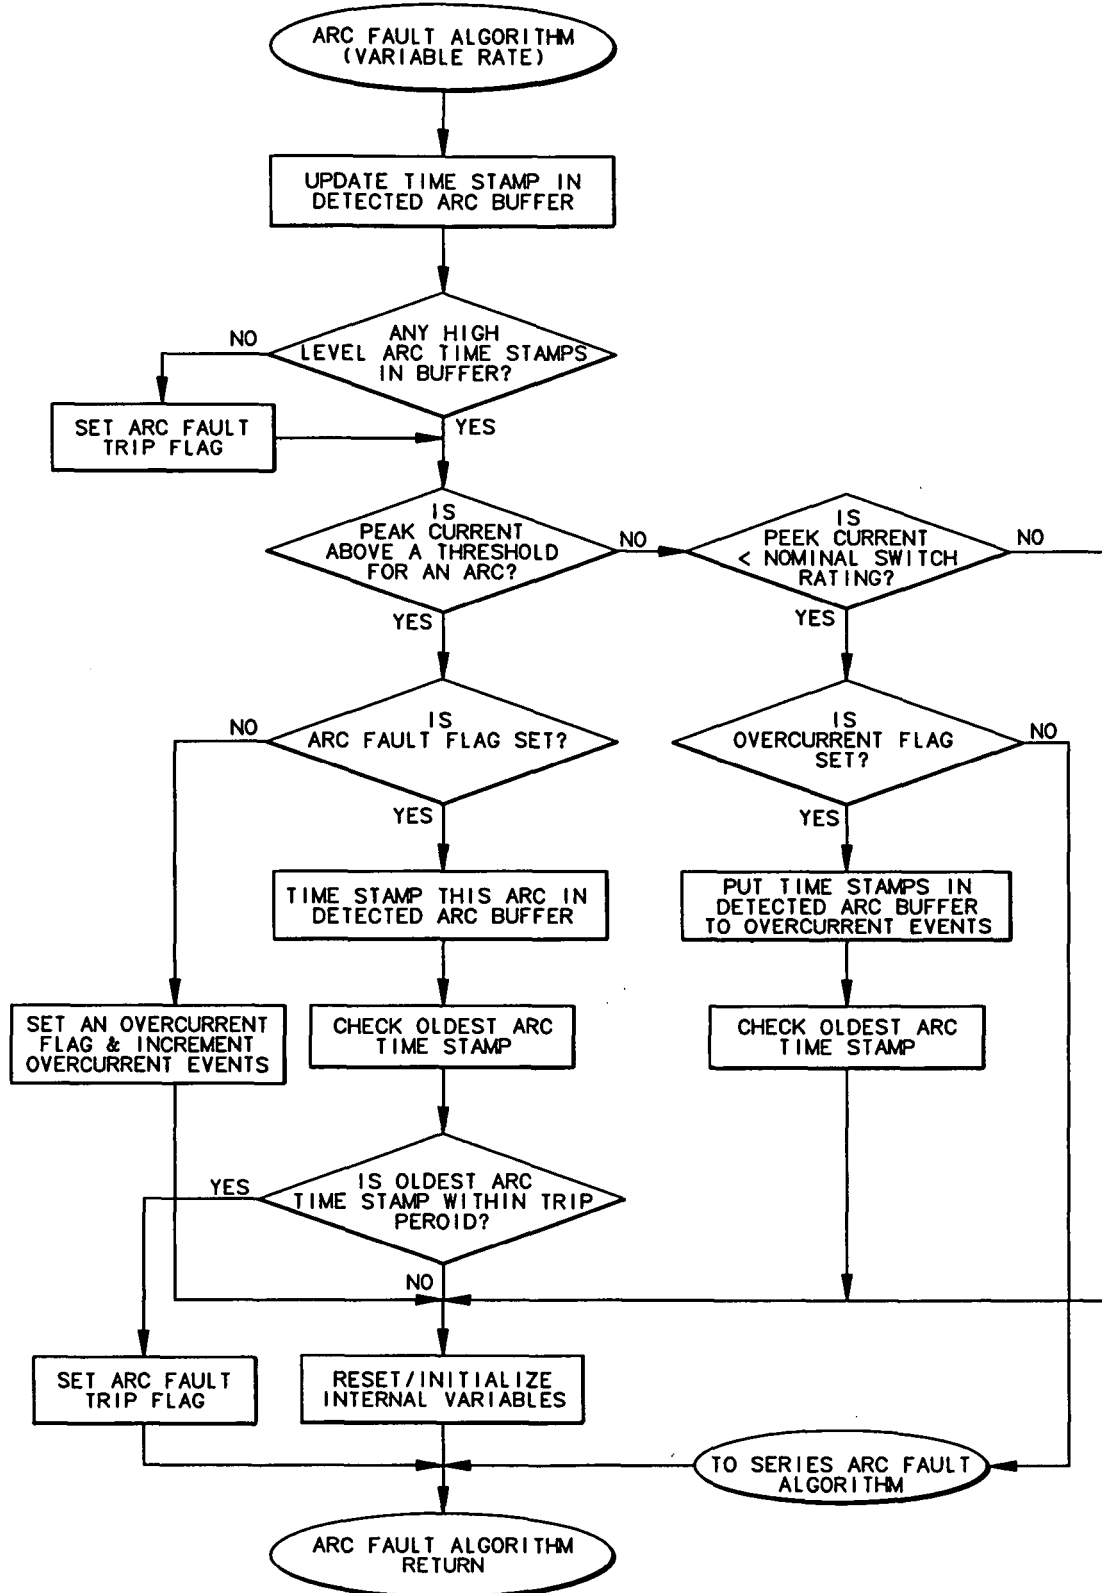 ARC FAULT ALGORITHM
(VARIABLE RATE)
UPDATE TIME STAMP IN
DETECTED ARC BUFFER
NO
ANY HIGH
LEVEL ARC TIME STAMPS
IN BUFFER?
YES
SET ARC FAULT
TRIP FLAG
IS
PEAK CURRENT
ABOVE A THRESHOLD
FOR AN ARC?
NO
YES
IS
PEEK CURRENT
< NOMINAL SWITCH
RATING?
NO
YES
NO
IS
ARC FAULT FLAG SET?
YES
IS
OVERCURRENT FLAG
SET?
NO
YES
TIME STAMP THIS ARC IN
DETECTED ARC BUFFER
PUT TIME STAMPS IN
DETECTED ARC BUFFER
TO OVERCURRENT EVENTS
SET AN OVERCURRENT
FLAG & INCREMENT
OVERCURRENT EVENTS
CHECK OLDEST ARC
TIME STAMP
CHECK OLDEST ARC
TIME STAMP
YES
IS OLDEST ARC
TIME STAMP WITHIN TRIP
PEROID?
NO
SET ARC FAULT
TRIP FLAG
RESET/INITIALIZE
INTERNAL VARIABLES
TO SERIES ARC FAULT
ALGORITHM
ARC FAULT ALGORITHM
RETURN